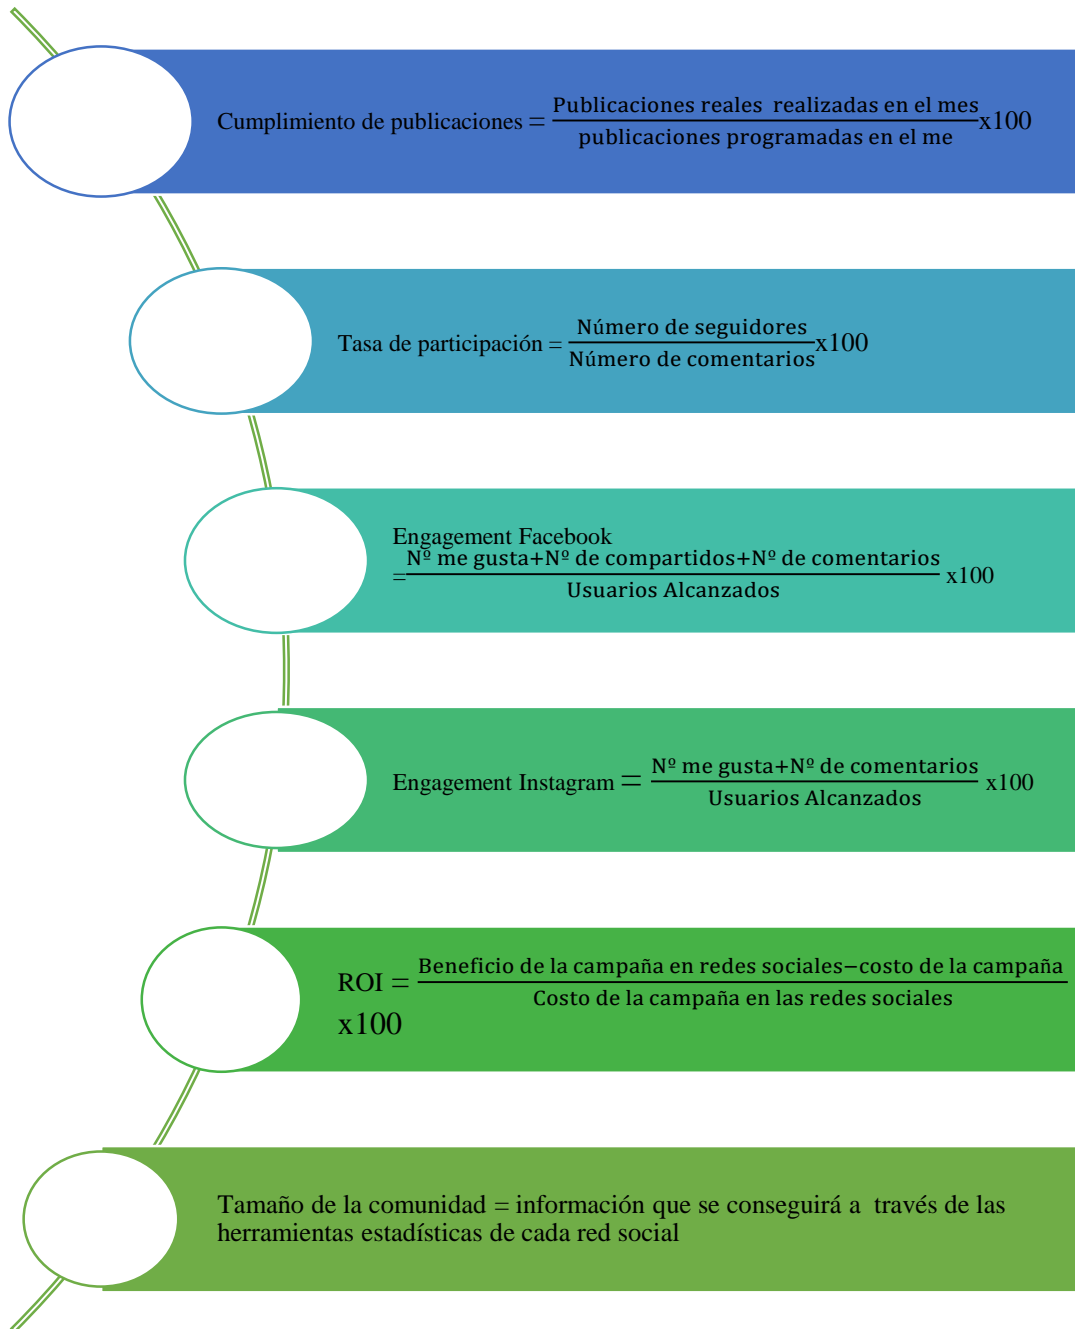 Cumplimiento de publicaciones = Publicaciones reales realizadas en el mes
publicaciones programadas en el me x100
Tasa de participación = Número de seguidores
Número de comentarios x100
Engagement Facebook
= Nº me gusta+Nº de compartidos+Nº de comentarios
Usuarios Alcanzados x100
Engagement Instagram = Nº me gusta+Nº de comentarios
Usuarios Alcanzados x100
ROI = Beneficio de la campaña en redes sociales−costo de la campaña
Costo de la campaña en las redes sociales
x100
Tamaño de la comunidad = información que se conseguirá a través de las
herramientas estadísticas de cada red social